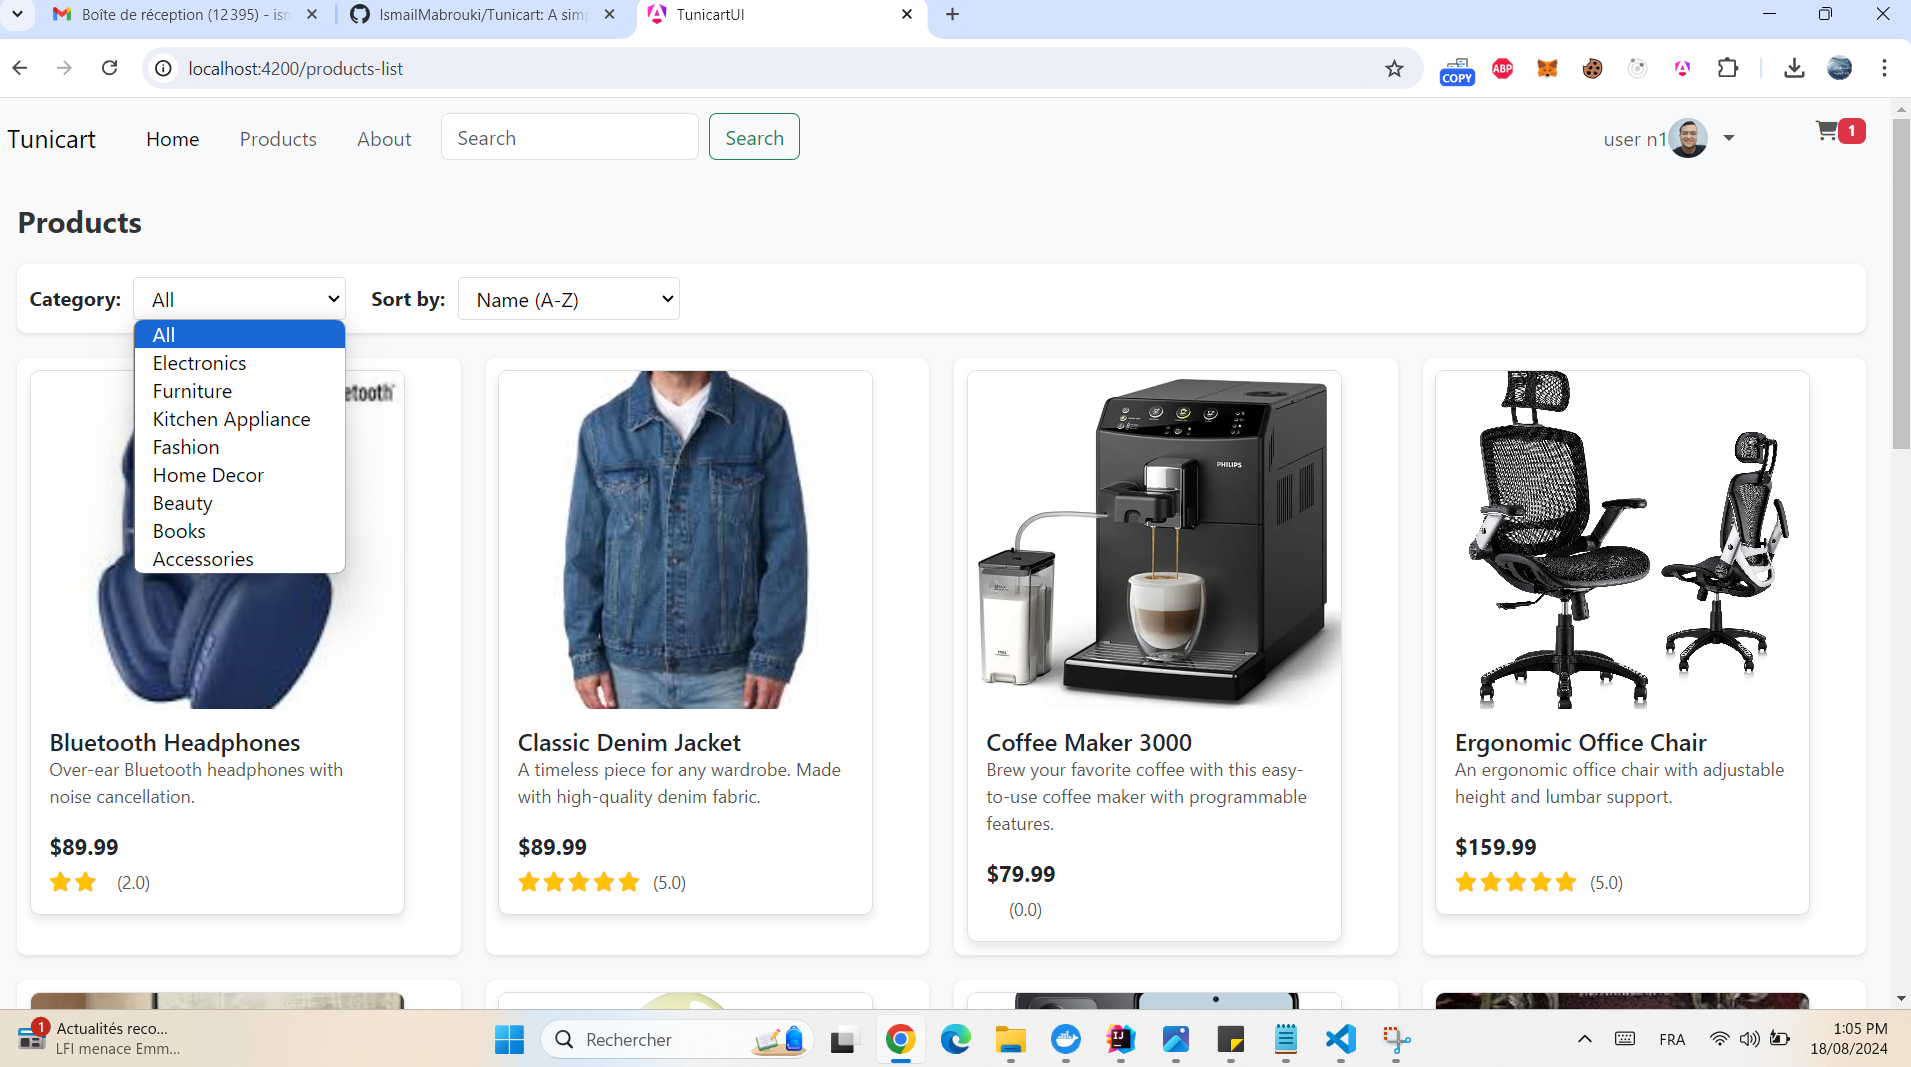 Boîte de réception (12 395) - isn
IsmailMabrouki/Tunicart: A simp
TunicartUI
localhost:4200/products-list
COPY
ABP
Tunicart
Home
Products
About
Search
Search
user n1
1
Products
Category:
All
Sort by:
Name (A-Z)
All
Electronics
Furniture
Kitchen Appliance
Fashion
Home Decor
Beauty
Books
Accessories
etooth
PHILIPS
Bluetooth Headphones
Over-ear Bluetooth headphones with
noise cancellation.
$89.99
(2.0)
Classic Denim Jacket
A timeless piece for any wardrobe. Made
with high-quality denim fabric.
$89.99
(5.0)
Coffee Maker 3000
Brew your favorite coffee with this easy-
to-use coffee maker with programmable
features.
$79.99
(0.0)
Ergonomic Office Chair
An ergonomic office chair with adjustable
height and lumbar support.
$159.99
(5.0)
1
Actualités reco...
LFI menace Emm...
Rechercher
IJ
FRA
1:05 PM
18/08/2024